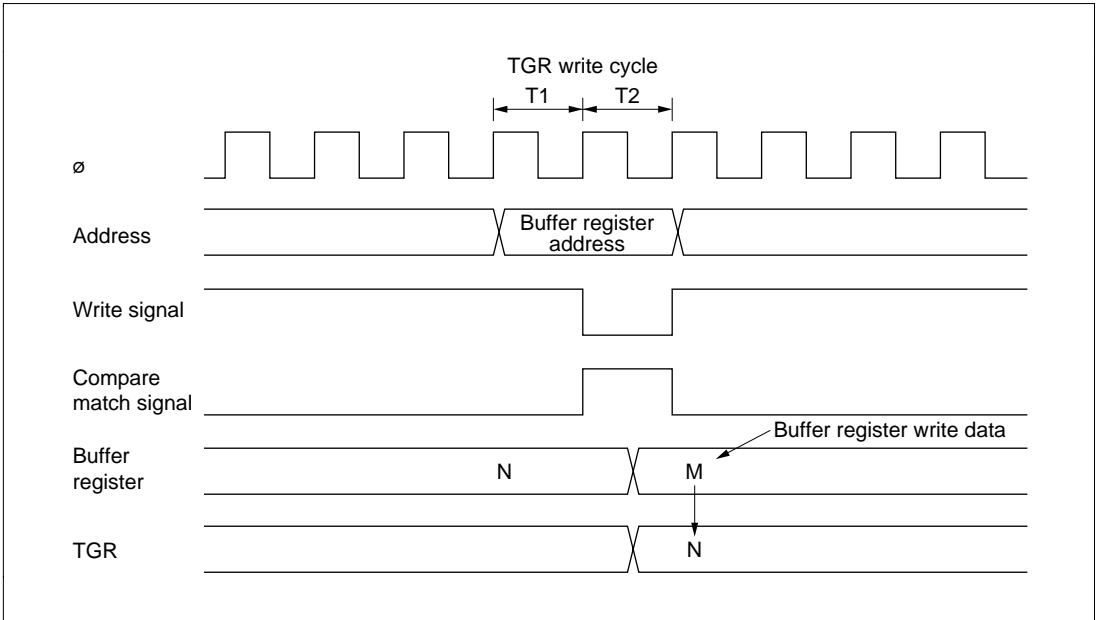 TGR write cycle
T1 T2
ø
Address
Buffer register
address
Write signal
Compare
match signal
Buffer register write data
Buffer
register
N M
TGR
N